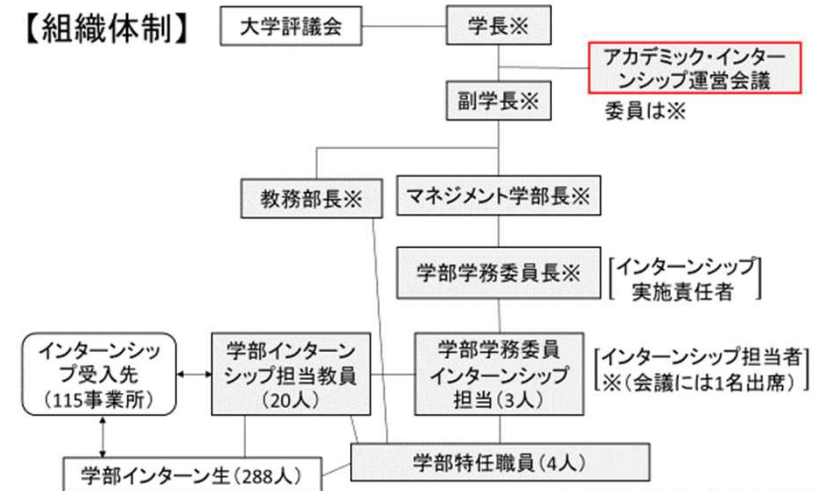 【組織体制】
大学評議会
学長※
アカデミック・インター
ンシップ運営会議
副学長※
委員は※
教務部長※
マネジメント学部長※
学部学務委員長※
[インターンシップ
実施責任者]
インターンシッ
プ受入先
(115事業所)
学部インターン
シップ担当教員
(20人)
学部学務委員
インターンシップ
担当(3人)
[インターンシップ担当者
※(会議には1名出席)]
学部インターン生(288人)
学部特任職員(4人)